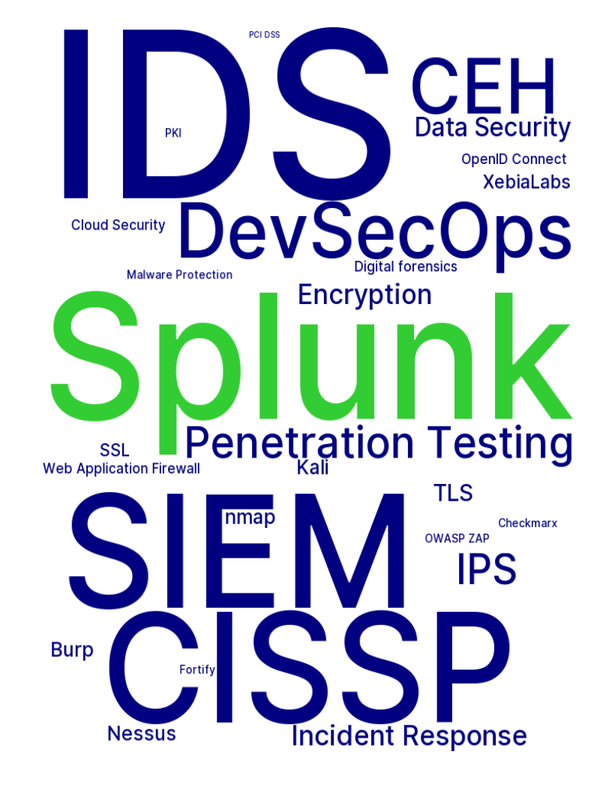 PCI DSS
IDS
CEH
Data Security
PKI
OpenID Connect
XebiaLabs
Cloud Security
DevSecOps
Digital forensics
Malware Protection
Encryption
Splunk
Penetration Testing
SSL
Web Application Firewall
Kali
TLS
SIEM
nmap
Checkmarx
OWASP ZAP
IPS
CISSP
Burp
Fortify
Nessus
Incident Response